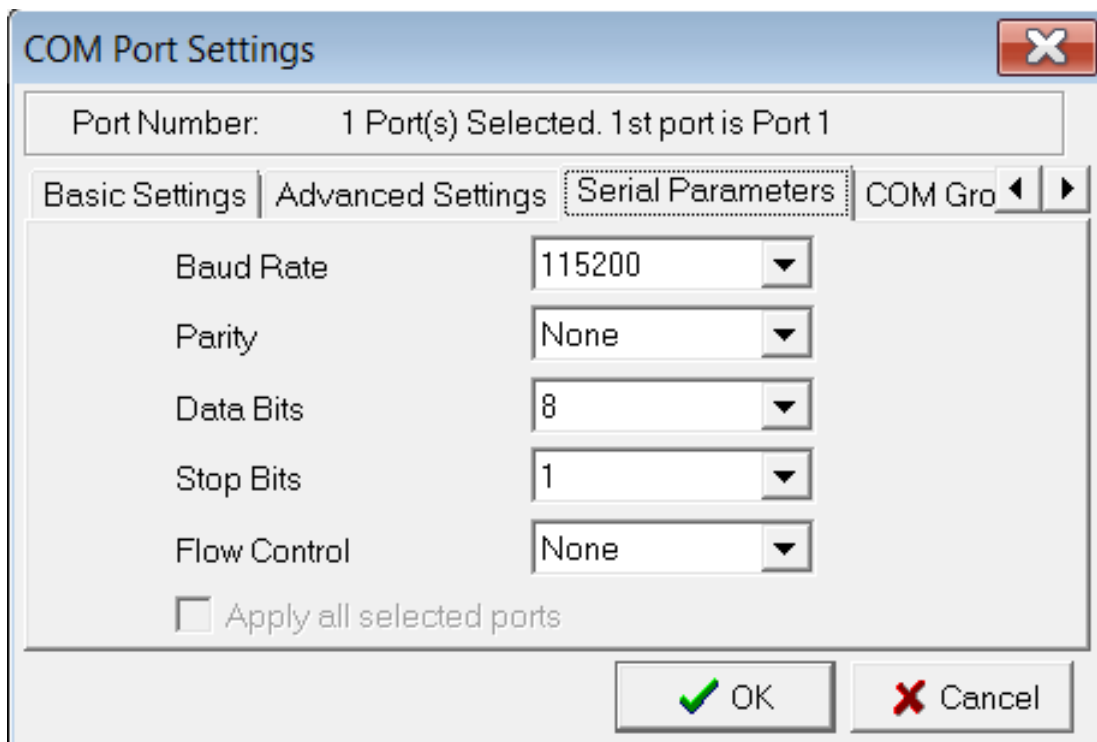 COM Port Settings
Port Number: 1 Port(s) Selected. 1st port is Port 1
Basic Settings Advanced Settings Serial Parameters COM Gro
Baud Rate 115200
Parity None
Data Bits 8
Stop Bits 1
Flow Control None
Apply all selected ports
OK Cancel